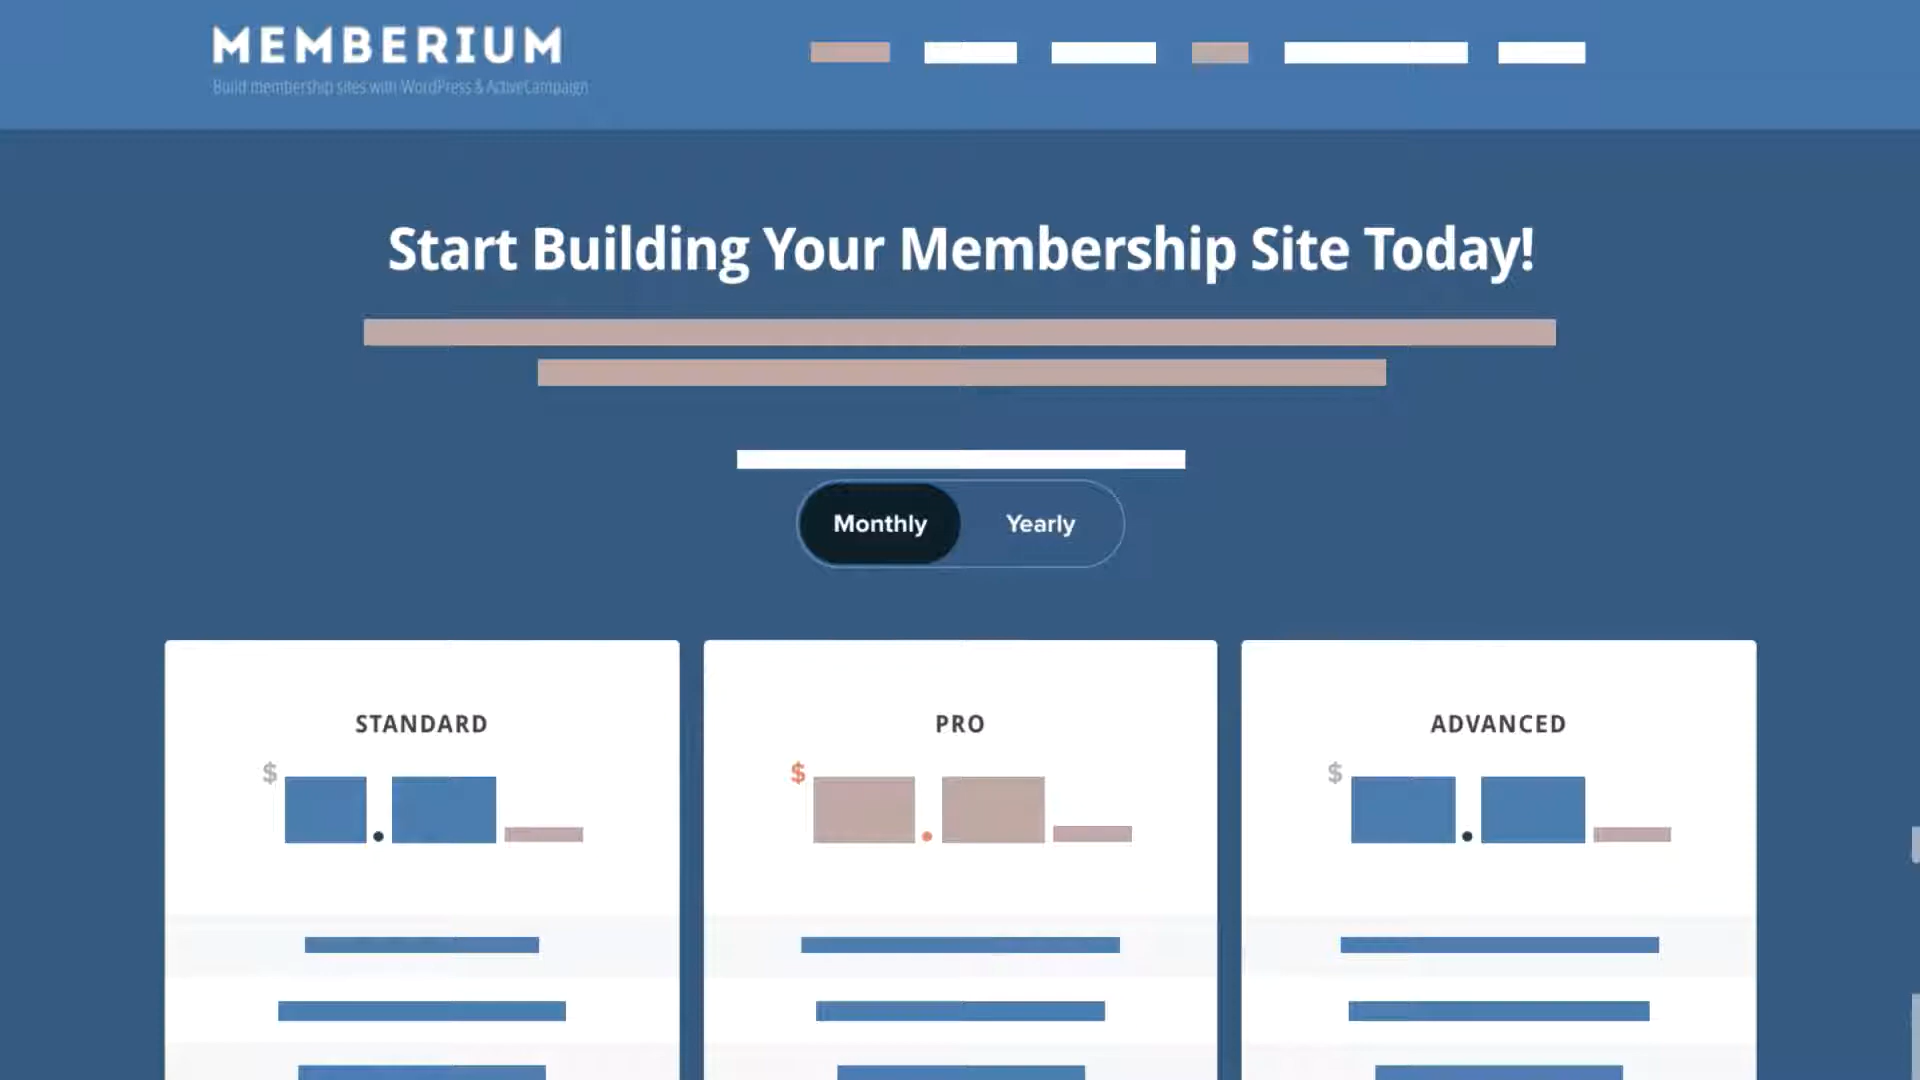 MEMBERIUM
Build membership sites with WordPress & ActiveCampaign
Start Building Your Membership Site Today!
Monthly Yearly
STANDARD PRO ADVANCED
$ . $ . $ .